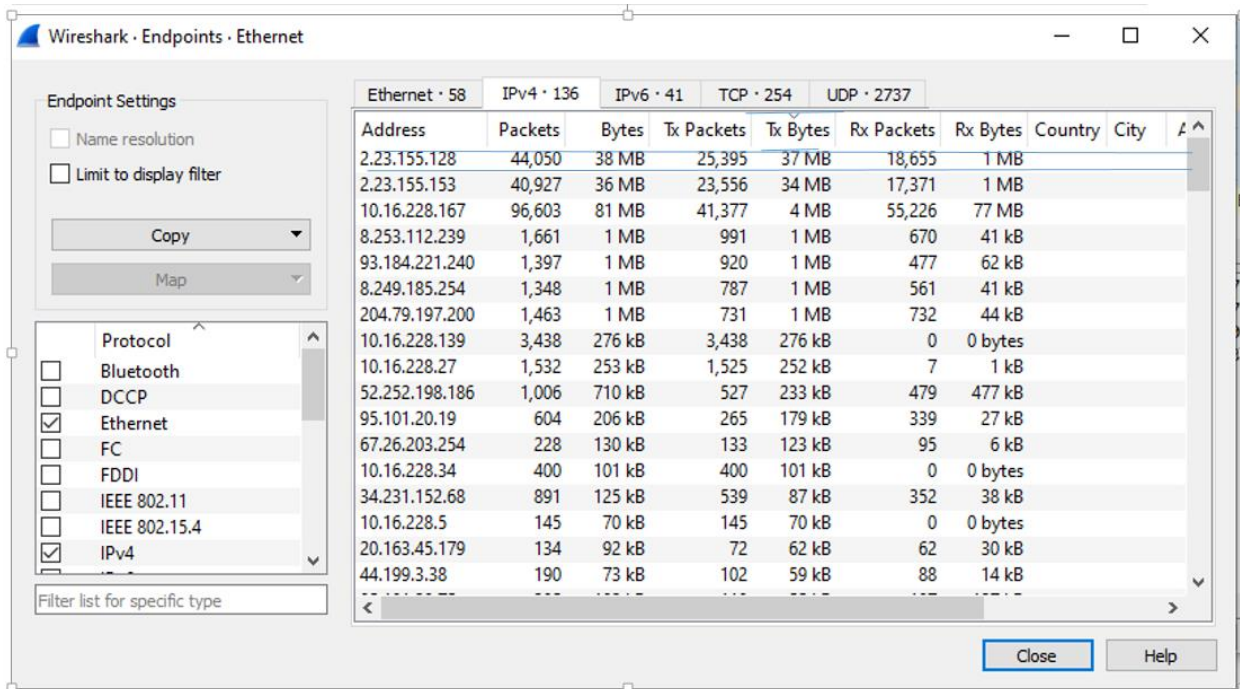 Wireshark · Endpoints · Ethernet
Endpoint Settings
Name resolution
Limit to display filter
Copy
Map
Protocol
Bluetooth
DCCP
Ethernet
FC
FDDI
IEEE 802.11
IEEE 802.15.4
IPv4
Filter list for specific type
Ethernet · 58 IPv4 · 136 IPv6 · 41 TCP · 254 UDP · 2737
Address Packets Bytes Tx Packets Tx Bytes Rx Packets Rx Bytes Country City
2.23.155.128 44,050 38 MB 25,395 37 MB 18,655 1 MB
2.23.155.153 40,927 36 MB 23,556 34 MB 17,371 1 MB
10.16.228.167 96,603 81 MB 41,377 4 MB 55,226 77 MB
8.253.112.239 1,661 1 MB 991 1 MB 670 41 kB
93.184.221.240 1,397 1 MB 920 1 MB 477 62 kB
8.249.185.254 1,348 1 MB 787 1 MB 561 41 kB
204.79.197.200 1,463 1 MB 731 1 MB 732 44 kB
10.16.228.139 3,438 276 kB 3,438 276 kB 0 0 bytes
10.16.228.27 1,532 253 kB 1,525 252 kB 7 1 kB
52.252.198.186 1,006 710 kB 527 233 kB 479 477 kB
95.101.20.19 604 206 kB 265 179 kB 339 27 kB
67.26.203.254 228 130 kB 133 123 kB 95 6 kB
10.16.228.34 400 101 kB 400 101 kB 0 0 bytes
34.231.152.68 891 125 kB 539 87 kB 352 38 kB
10.16.228.5 145 70 kB 145 70 kB 0 0 bytes
20.163.45.179 134 92 kB 72 62 kB 62 30 kB
44.199.3.38 190 73 kB 102 59 kB 88 14 kB
Close Help